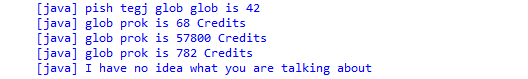 [java] pish tegj glob glob is 42
[java] glob prok is 68 Credits
[java] glob prok is 57800 Credits
[java] glob prok is 782 Credits
[java] I have no idea what you are talking about